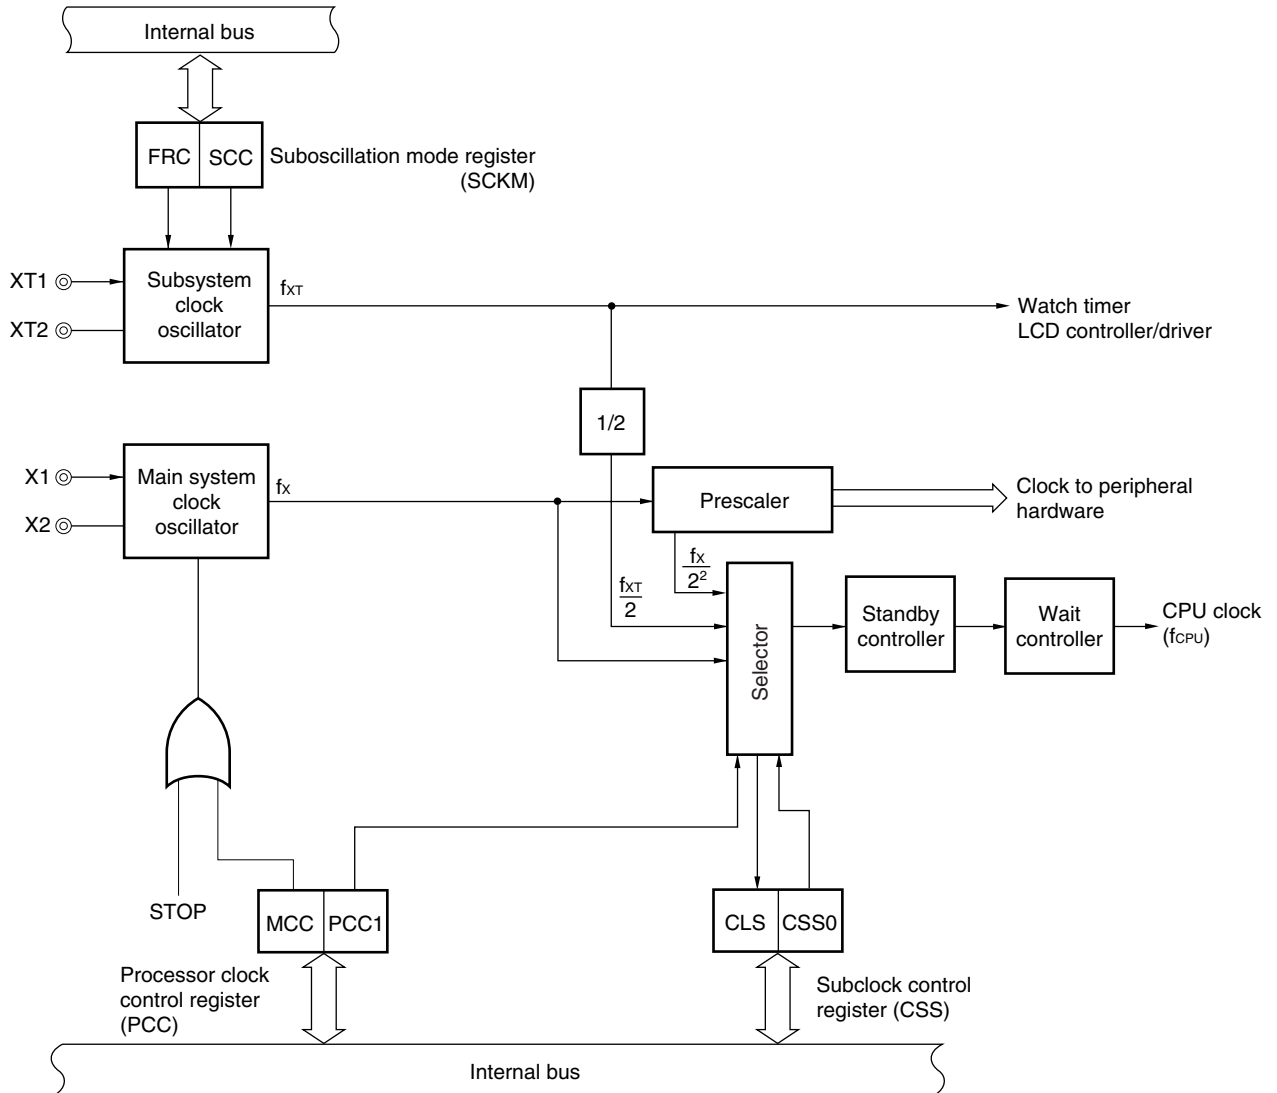 Internal bus
FRC
SCC
Suboscillation mode register
(SCKM)
XT1
XT2
Subsystem
clock
oscillator
fXT
Watch timer
LCD controller/driver
1/2
X1
X2
Main system
clock
oscillator
fX
Prescaler
Clock to peripheral
hardware
fX
2²
fXT
2
Selector
Standby
controller
Wait
controller
CPU clock
(fCPU)
STOP
MCC
PCC1
CLS
CSS0
Processor clock
control register
(PCC)
Subclock control
register (CSS)
Internal bus